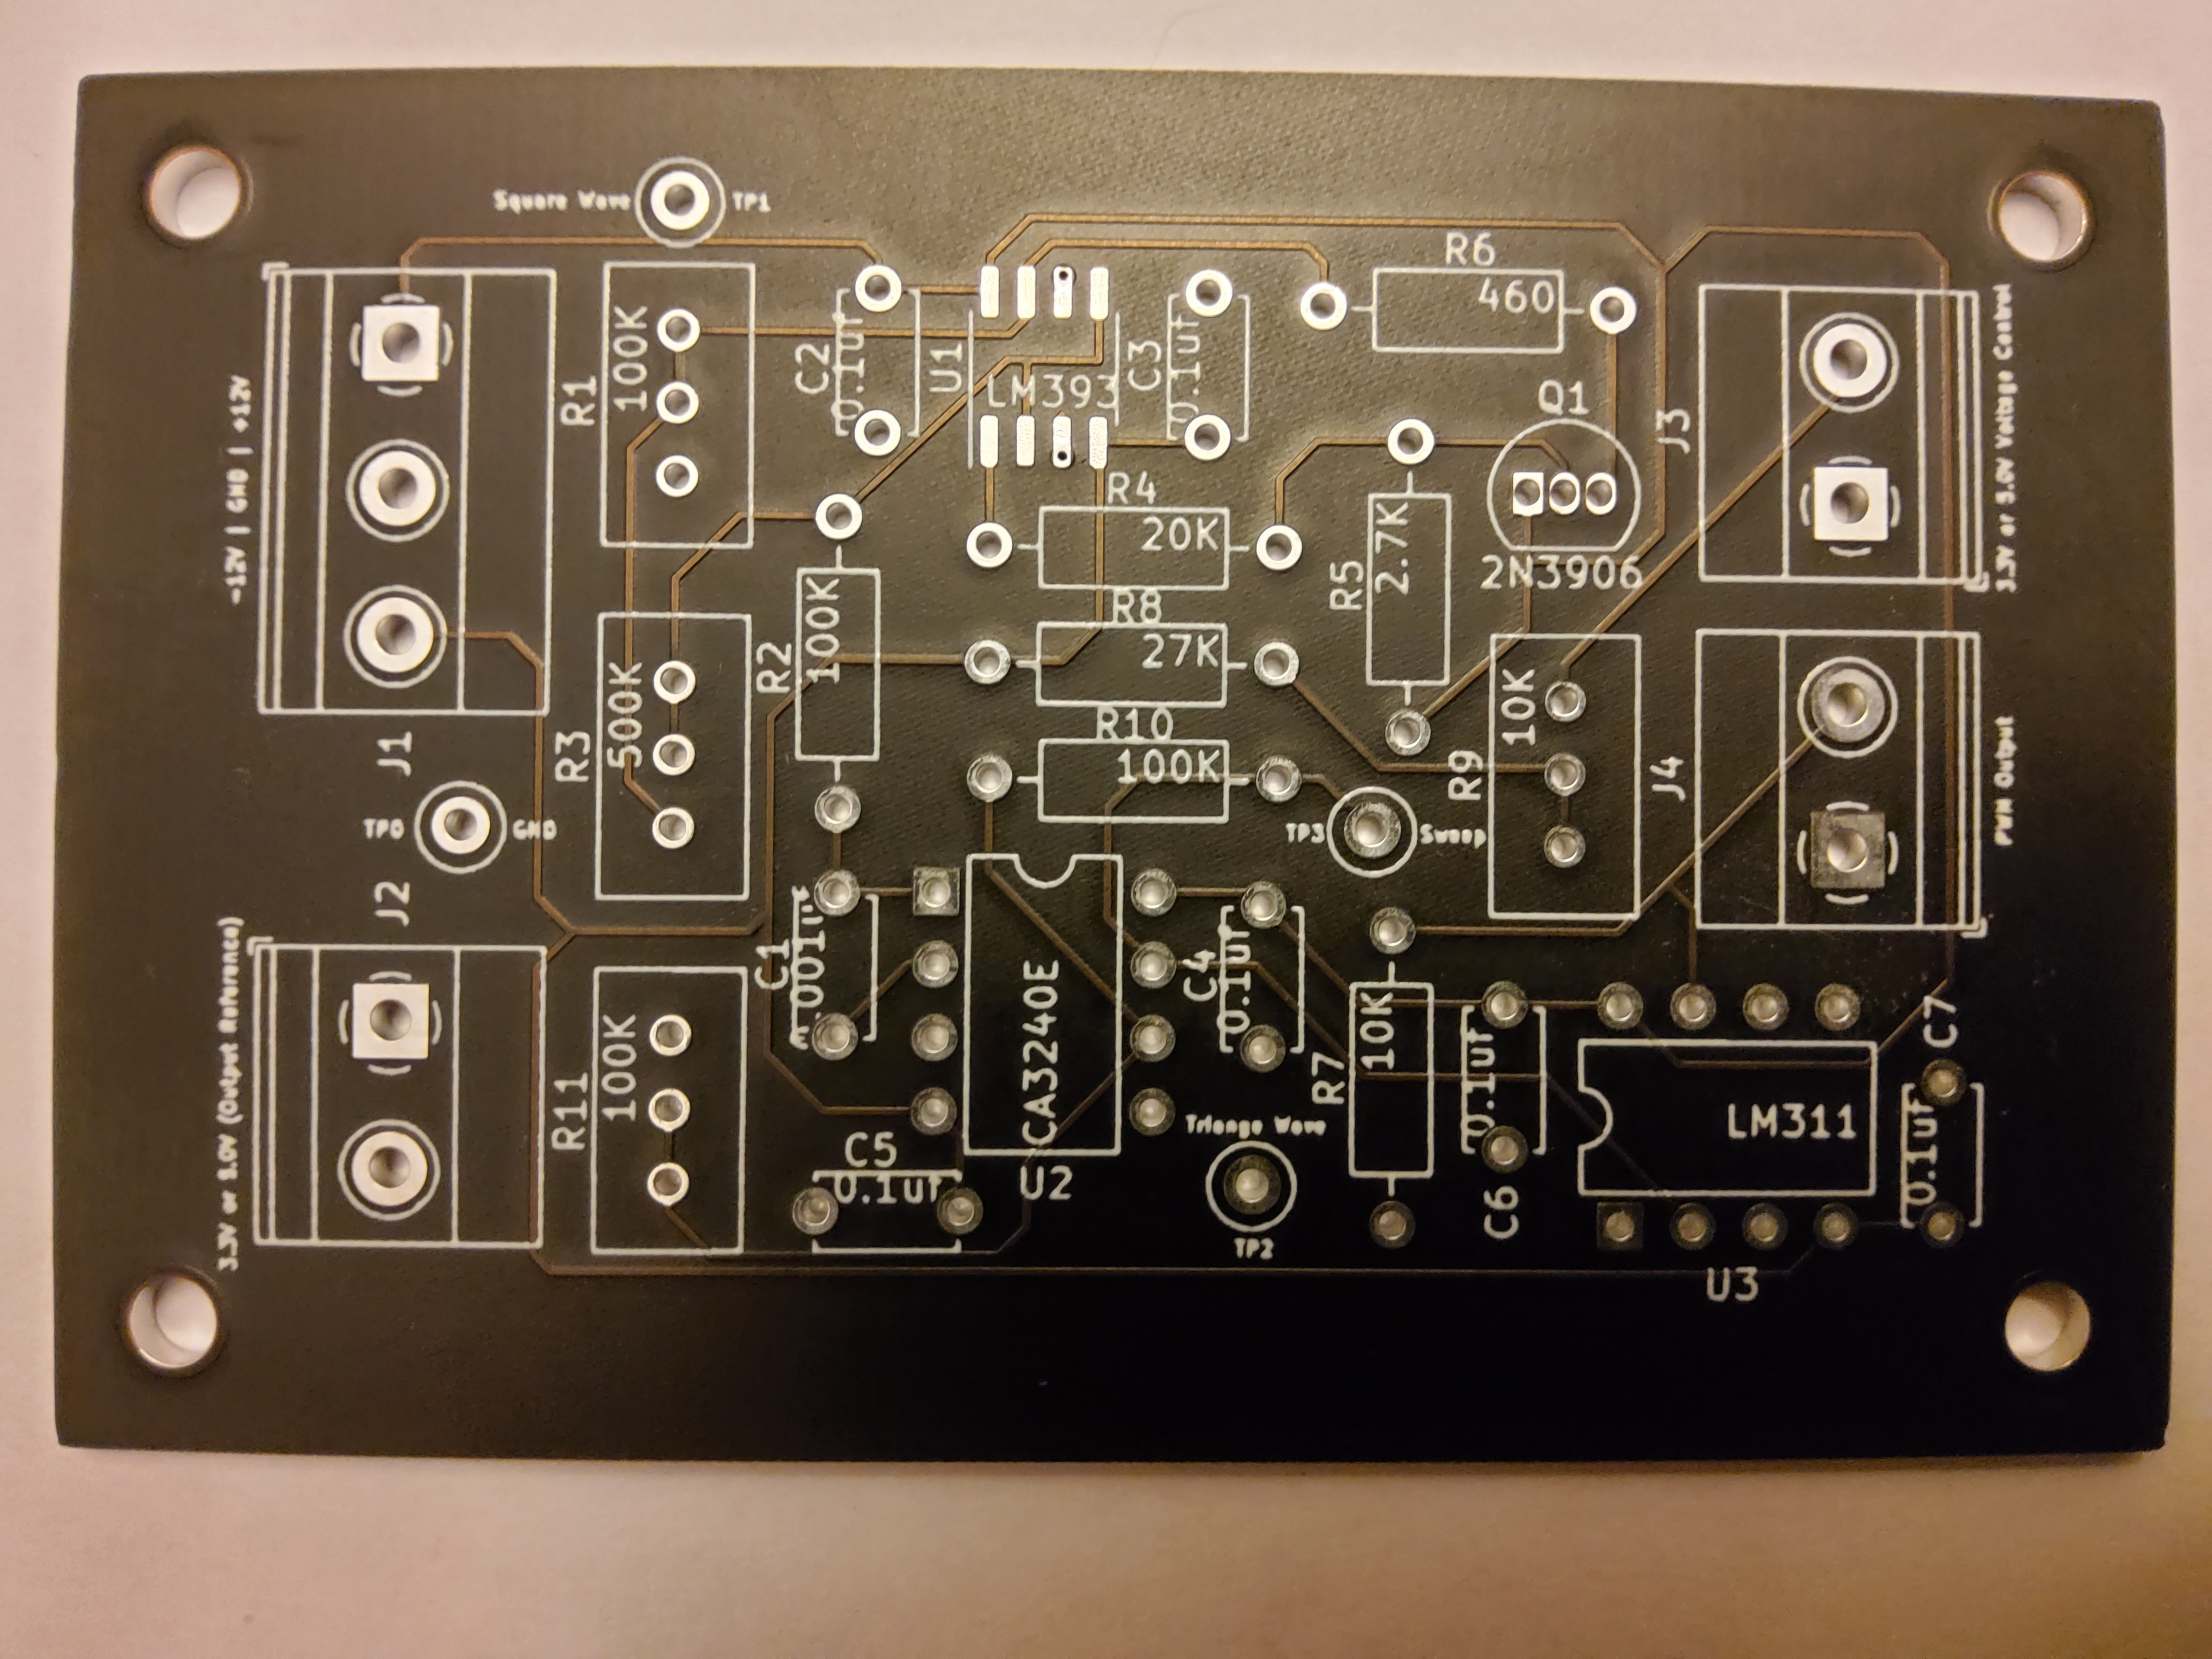 Square Wave
TP1
R6
460
100K
R1
C2
0.1uf
U1
LM393
C3
0.1uf
Q1
2N3906
J3
3.3V or 5.0V Voltage Control
-12V | GND | +12V
J1
R4
20K
R8
27K
R10
100K
R5
2.7K
R2
100K
R3
500K
R9
10K
J4
PWM Output
TP0
GND
TP3
Sweep
J2
3.3V or 5.0V (Output Reference)
C1
CA3240E
U2
C4
0.1uf
R7
10K
0.1uf
C6
LM311
U3
C7
0.1uf
R11
100K
C5
0.1uf
Triange Wave
TP2